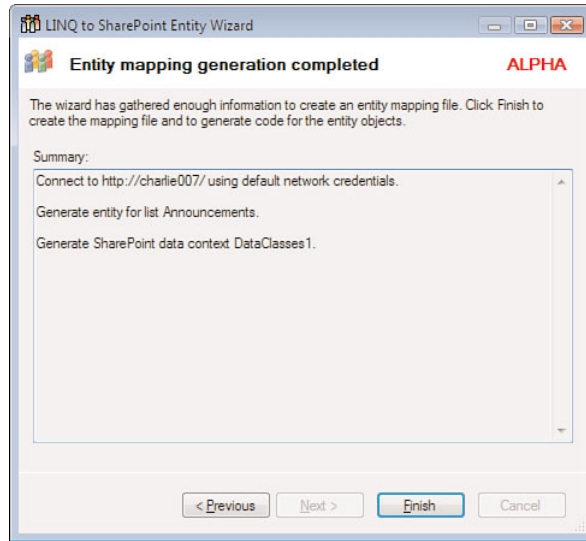 LINQ to SharePoint Entity Wizard
Entity mapping generation completed
ALPHA
The wizard has gathered enough information to create an entity mapping file. Click Finish to
create the mapping file and to generate code for the entity objects.
Summary:
Connect to http://charlie007/ using default network credentials.
Generate entity for list Announcements.
Generate SharePoint data context DataClasses1.
< Previous
Next >
Finish
Cancel